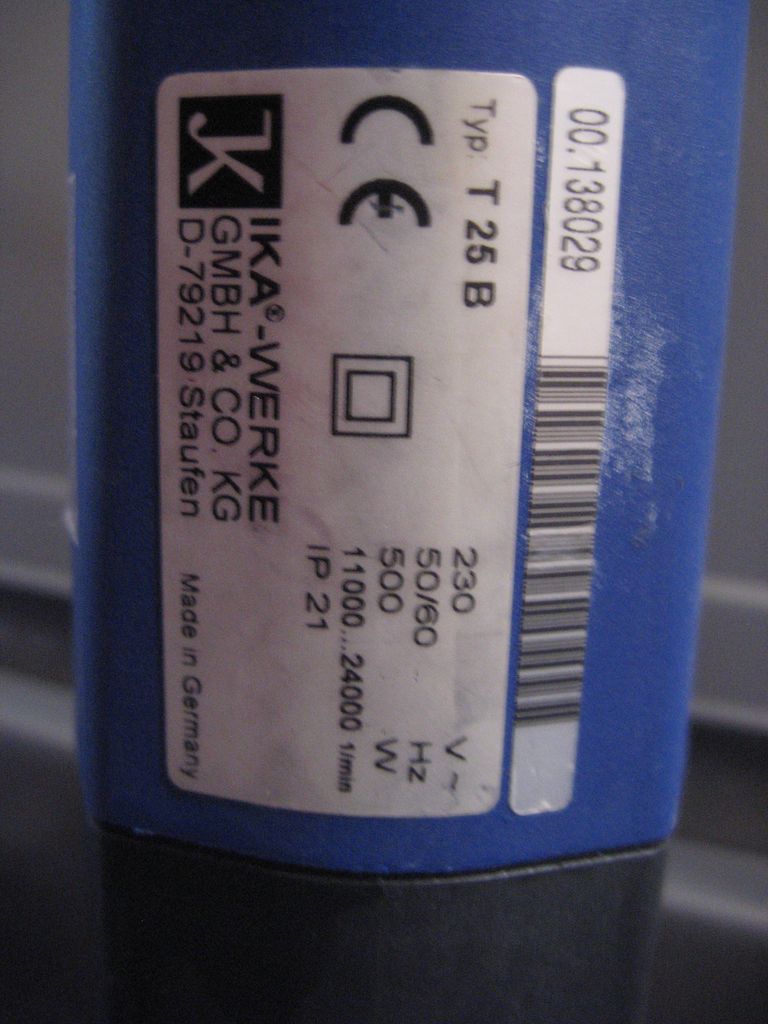 00.138029
Typ: T 25 B
230 V ~
50/60 Hz
500 W
11000...24000 1/min
IP 21
CE
IKA®-WERKE
GMBH & CO. KG
D-79219 Staufen
Made in Germany